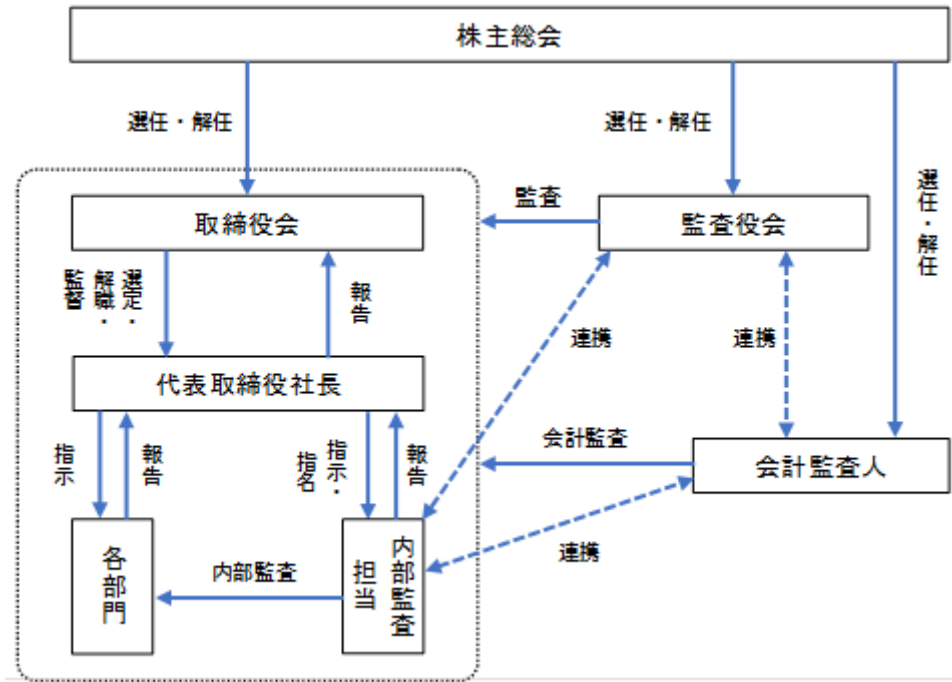 株主総会
選任・解任
選任・解任
選任・解任
取締役会
監査
監査役会
選定・
解職・
監督
報告
連携
連携
代表取締役社長
指示
報告
指示・
指名
報告
会計監査
会計監査人
各部門
内部監査
内部監査
担当
連携